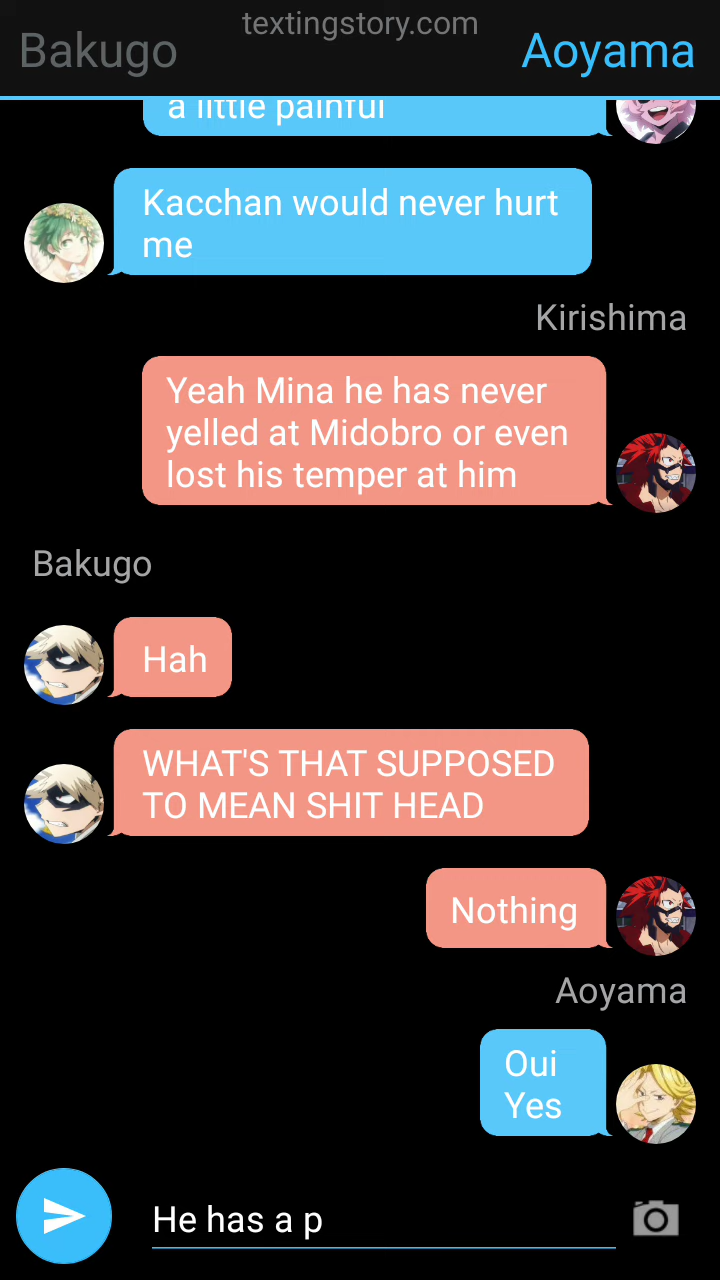 textingstory.com
Bakugo
Aoyama
a little painful
Kacchan would never hurt
me
Kirishima
Yeah Mina he has never
yelled at Midobro or even
lost his temper at him
Bakugo
Hah
WHAT'S THAT SUPPOSED
TO MEAN SHIT HEAD
Nothing
Aoyama
Oui
Yes
He has a p